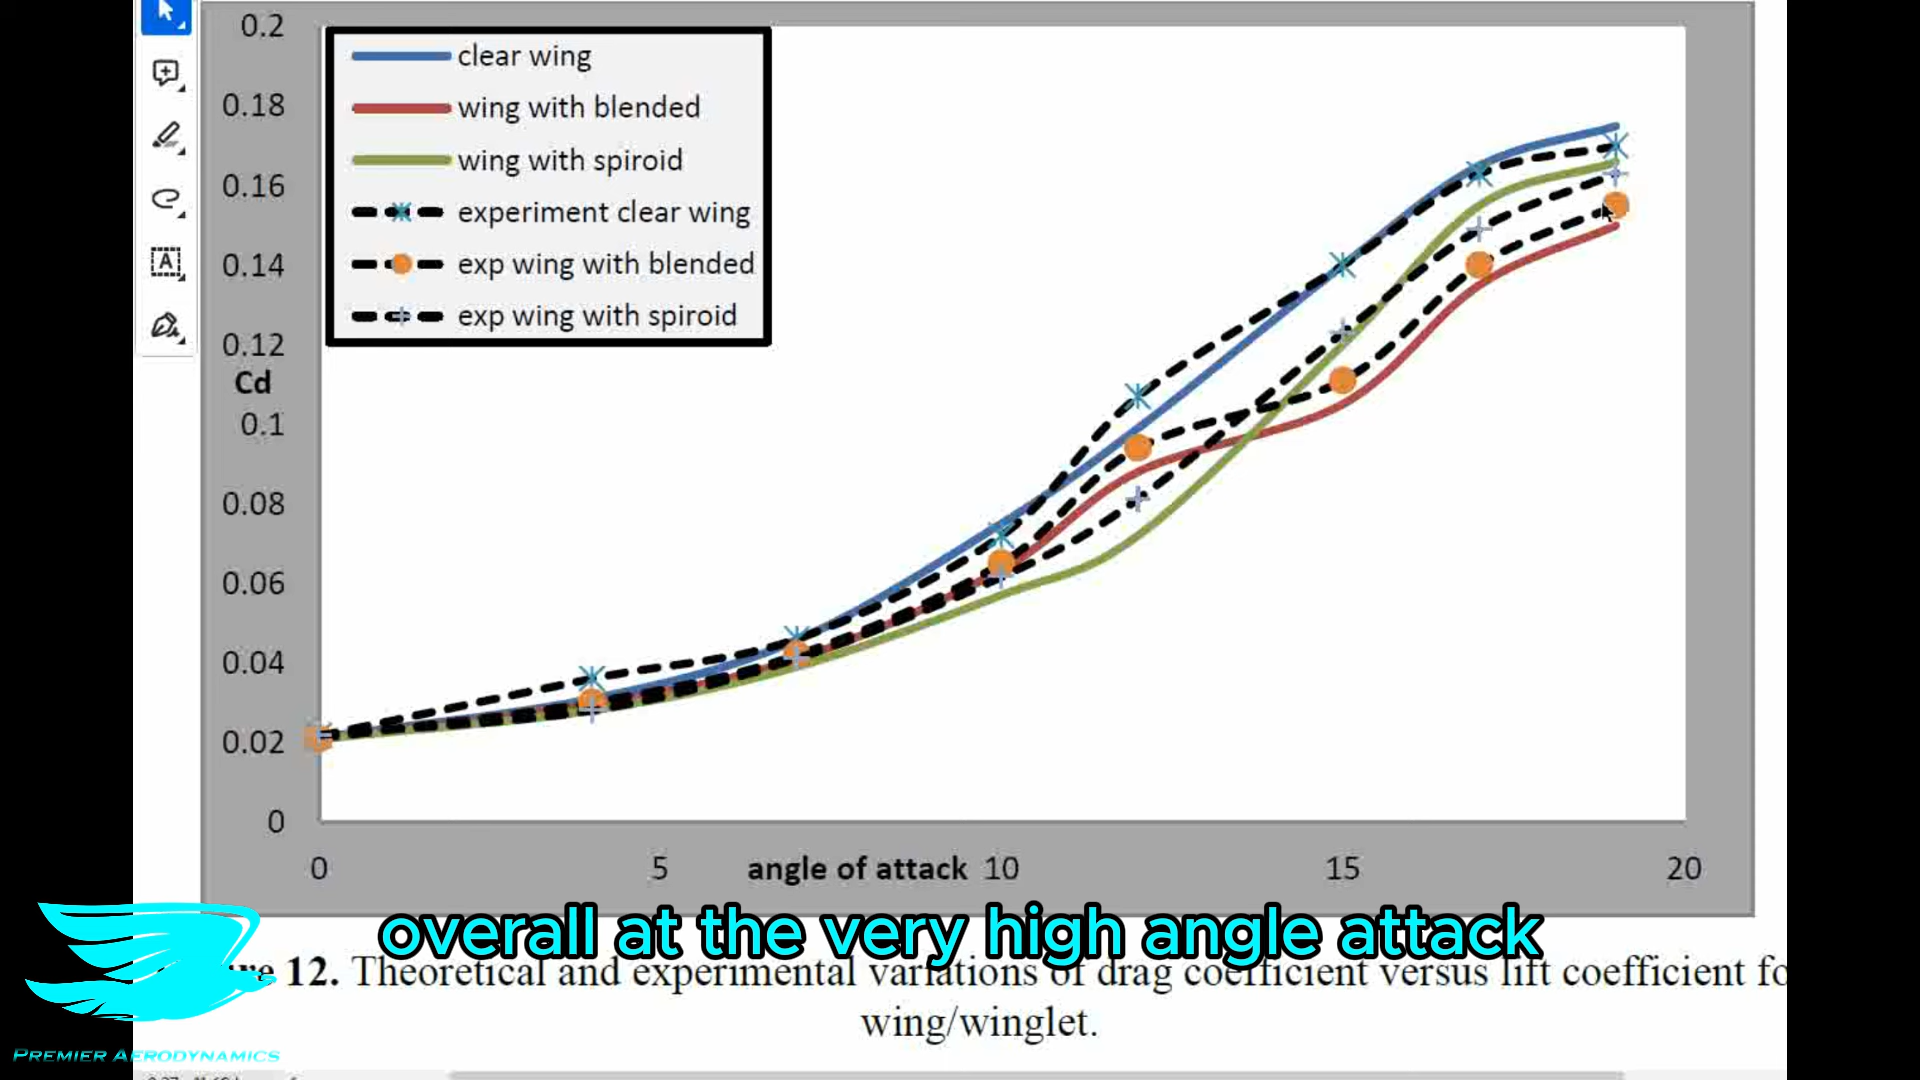 0.2
0.18
0.16
0.14
0.12
Cd
0.1
0.08
0.06
0.04
0.02
0
clear wing
wing with blended
wing with spiroid
experiment clear wing
exp wing with blended
exp wing with spiroid
0 5 angle of attack 10 15 20
overall at the very high angle attack
12. Theoretical and experimental variations of drag coefficient versus lift coefficient
wing/winglet.
PREMIER AERODYNAMICS